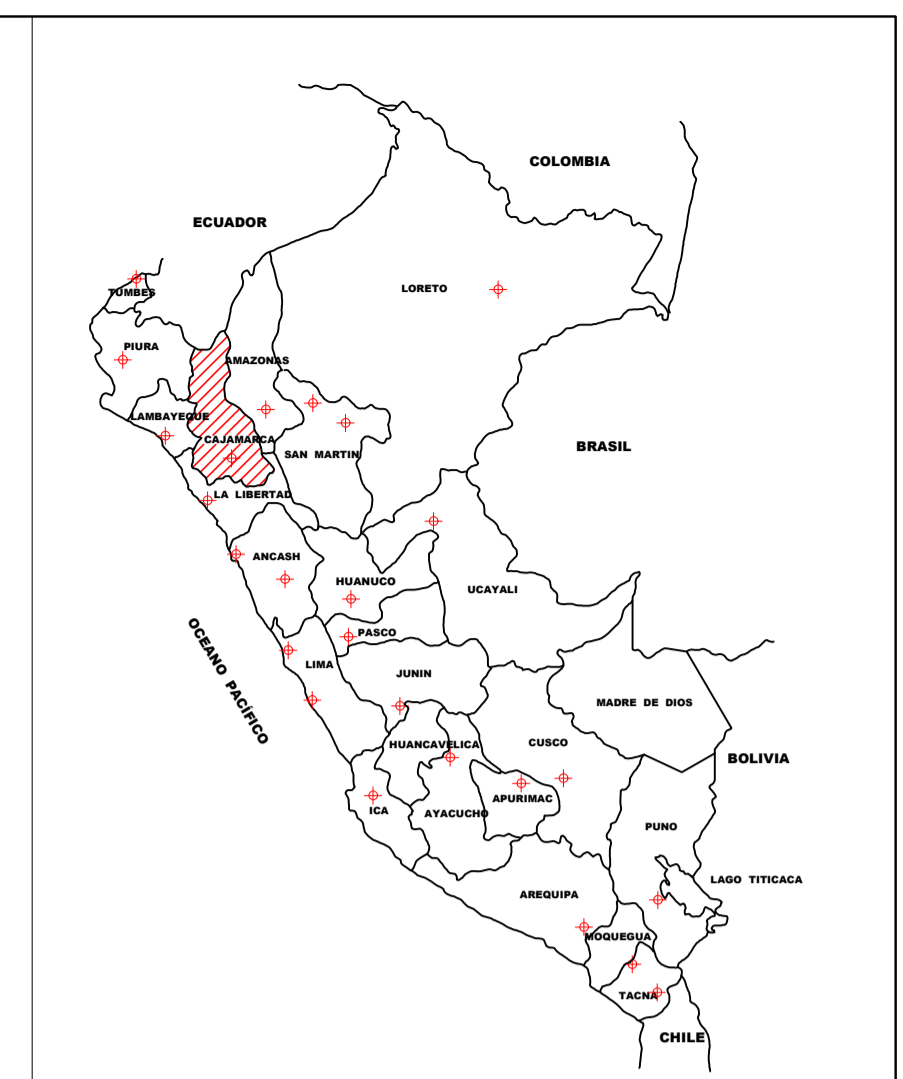 COLOMBIA
ECUADOR
LORETO
TUMBES
PIURA
AMAZONAS
LAMBAYEQUE
CAJAMARCA
BRASIL
SAN MARTIN
LA LIBERTAD
ANCASH
HUANUCO
UCAYALI
PASCO
OCEANO PACÍFICO
LIMA
JUNIN
MADRE DE DIOS
HUANCAVELICA
CUSCO
BOLIVIA
APURIMAC
ICA
AYACUCHO
PUNO
LAGO TITICACA
AREQUIPA
MOQUEGUA
TACNA
CHILE